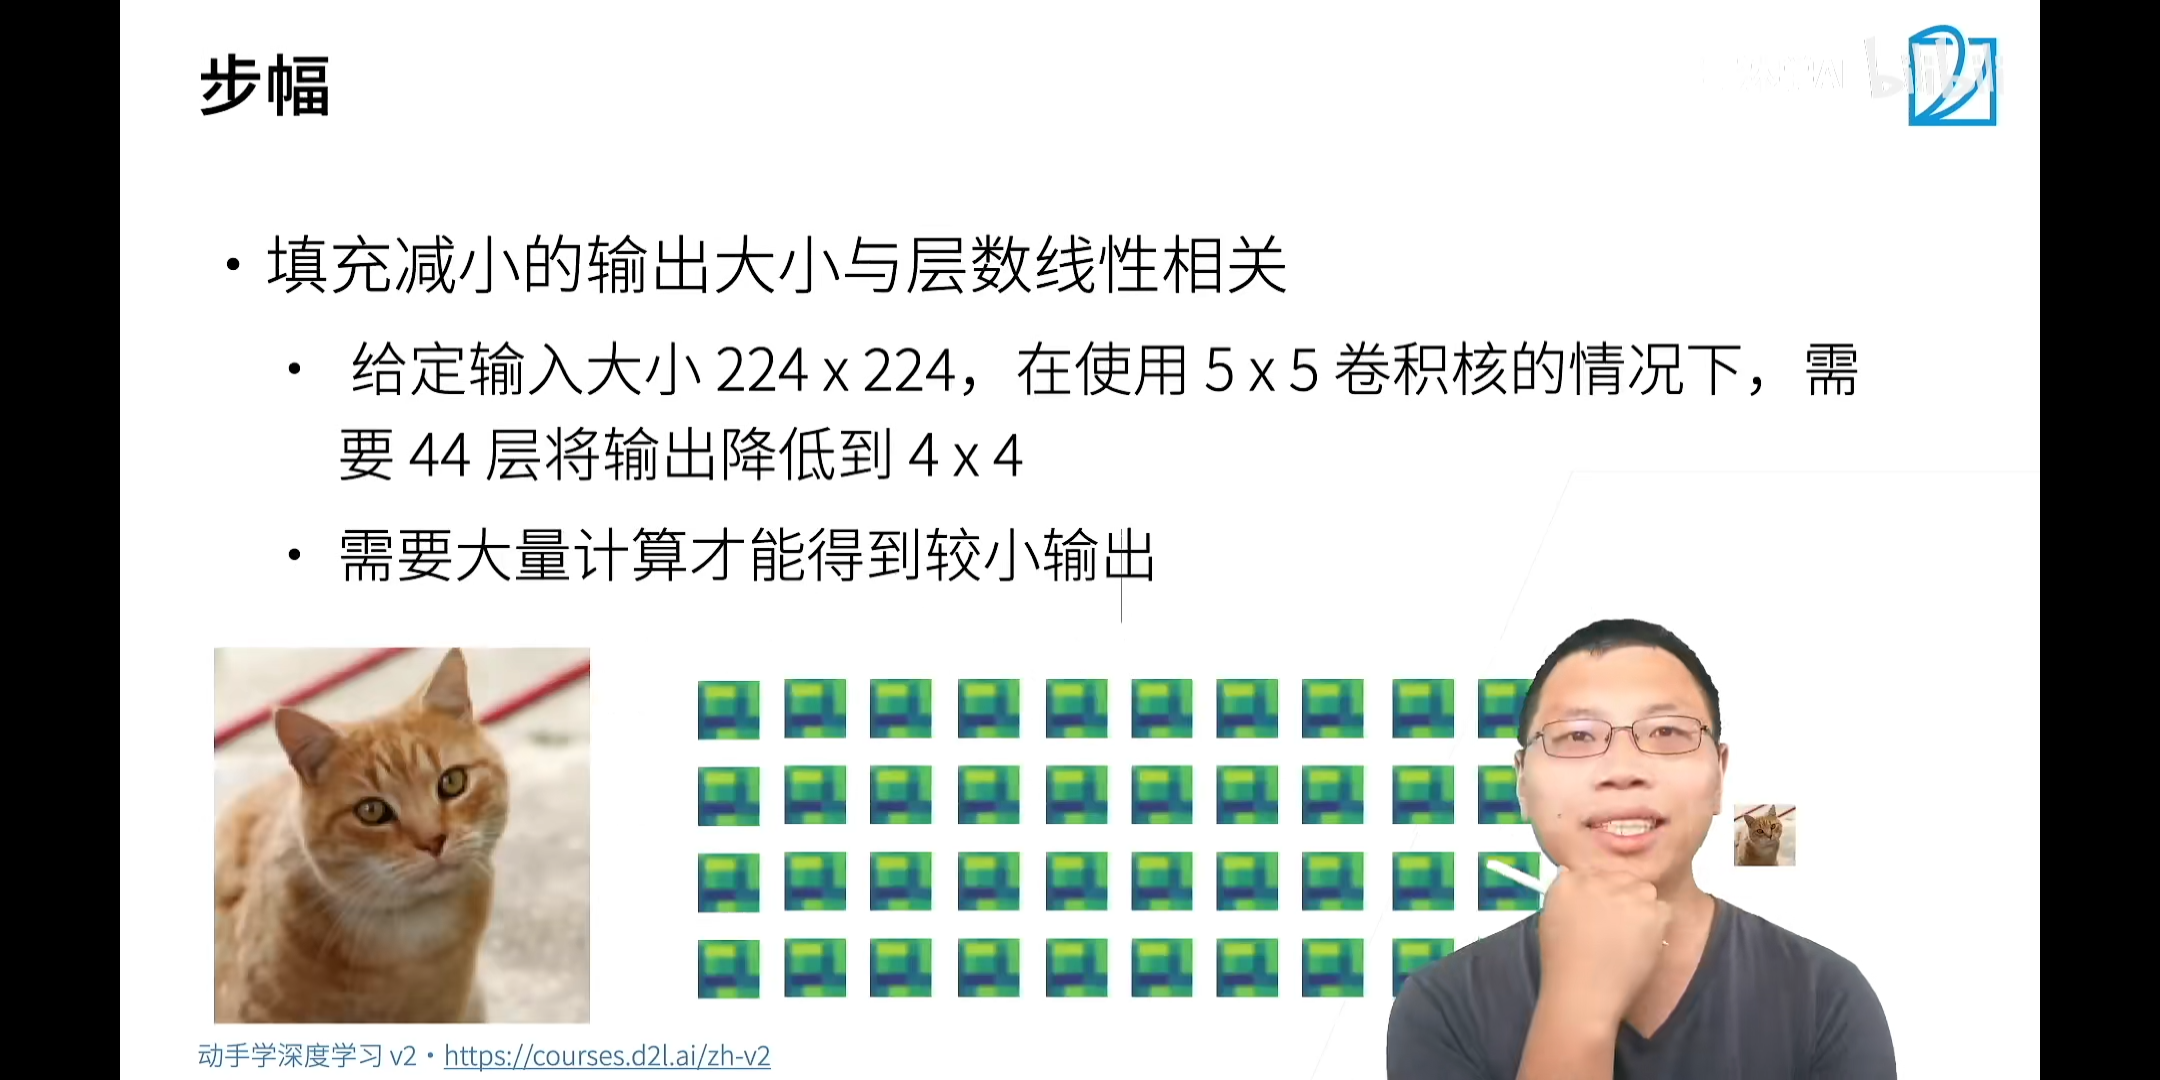 步幅
bilibili
• 填充减小的输出大小与层数线性相关
• 给定输入大小 224 x 224，在使用 5 x 5 卷积核的情况下，需
要 44 层将输出降低到 4 x 4
• 需要大量计算才能得到较小输出
动手学深度学习 v2 • https://courses.d2l.ai/zh-v2